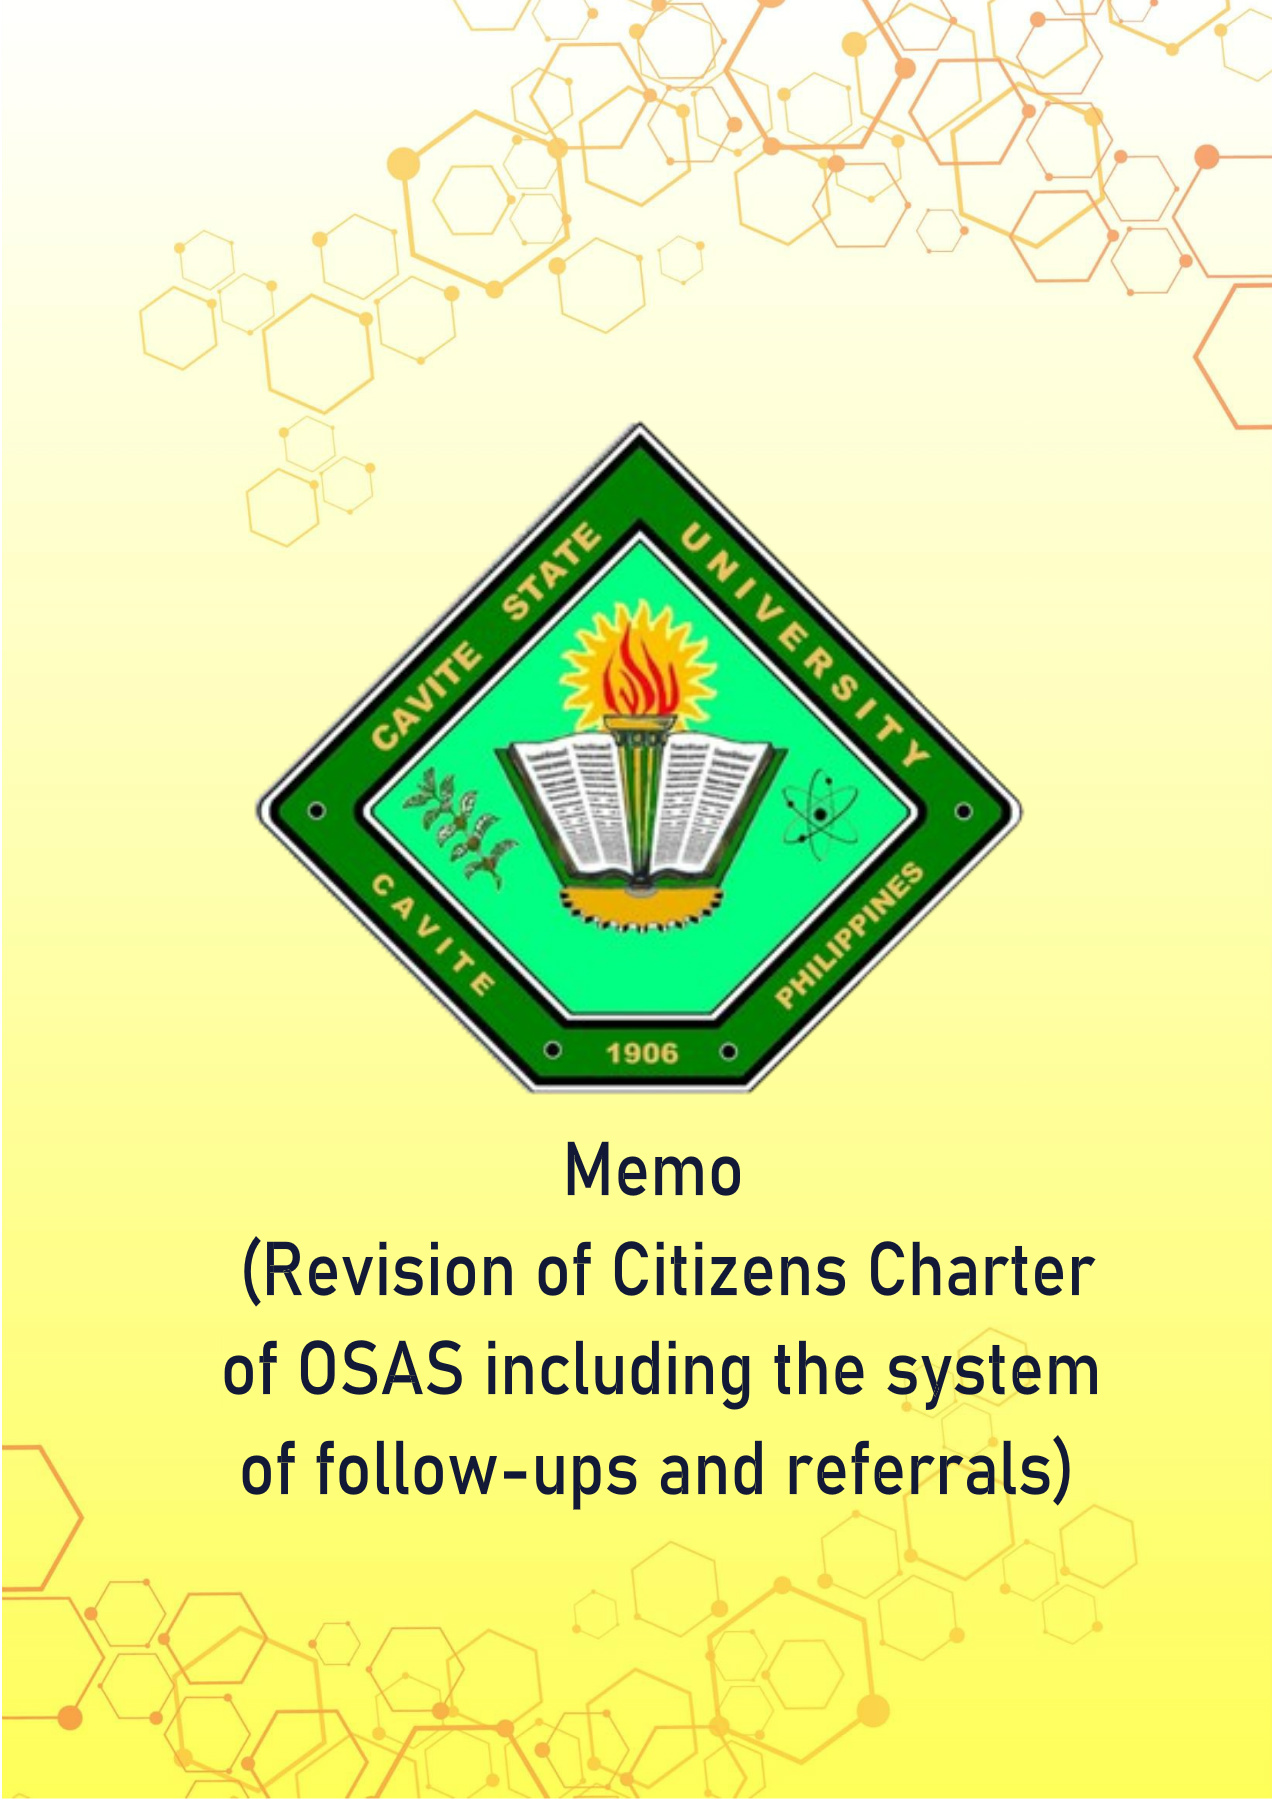 CAVITE STATE UNIVERSITY
CAVITE
PHILIPPINES
1906
Memo
(Revision of Citizens Charter
of OSAS including the system
of follow-ups and referrals)